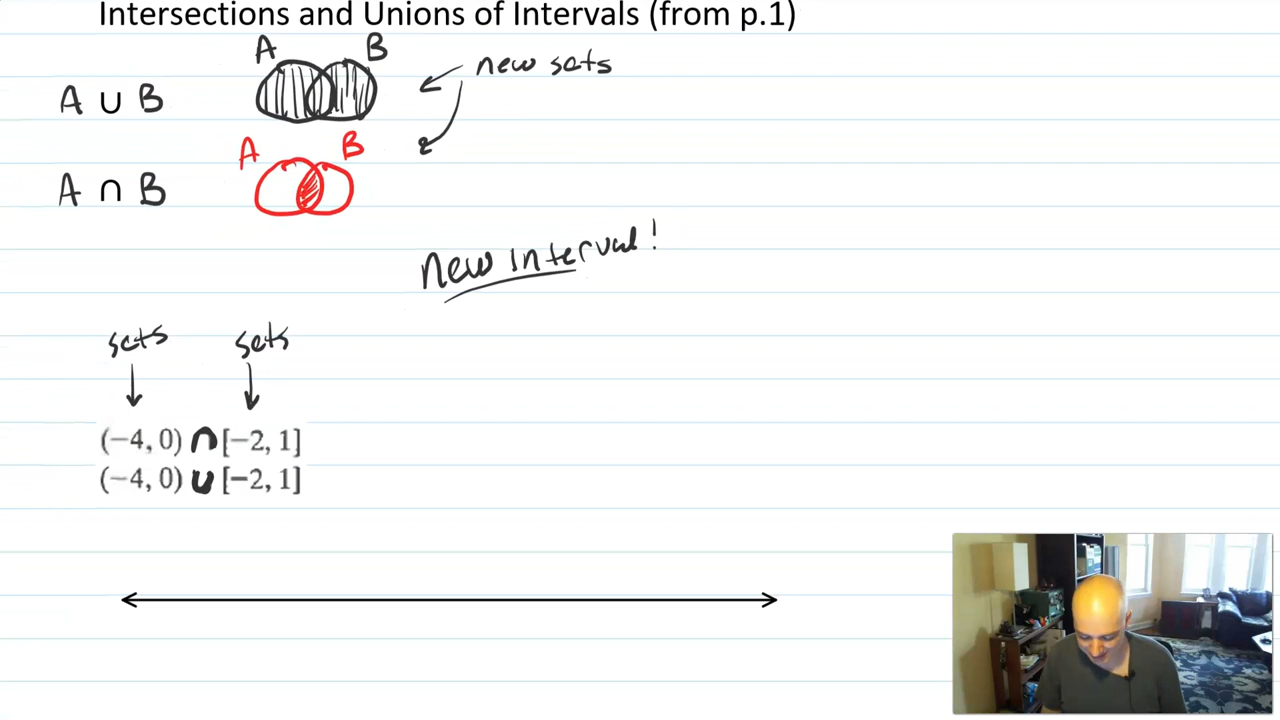 Intersections and Unions of Intervals (from p.1)
A B
A ∪ B
new sets
A B
A ∩ B
New interval!
sets sets
(−4, 0) ∩ [−2, 1]
(−4, 0) ∪ [−2, 1]